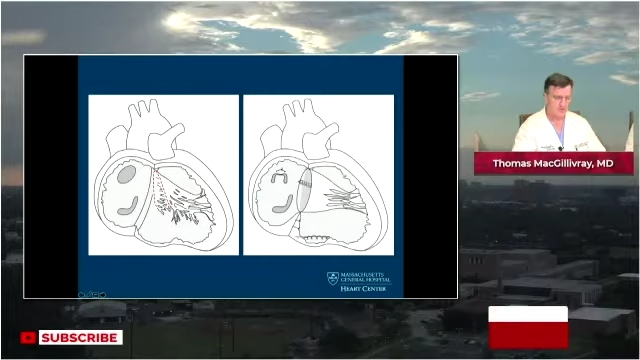 Thomas MacGillivray, MD
MASSACHUSETTS
GENERAL HOSPITAL
HEART CENTER
SUBSCRIBE